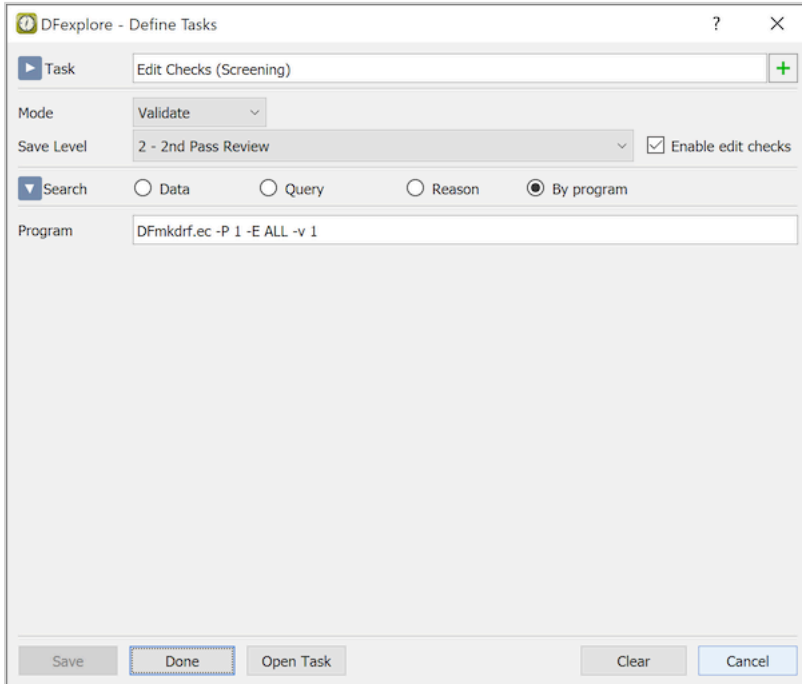 DFexplore - Define Tasks ?
Task Edit Checks (Screening)
Mode Validate
Save Level 2 - 2nd Pass Review Enable edit checks
Search Data Query Reason By program
Program DFmkdrf.ec -P 1 -E ALL -v 1
Save Done Open Task Clear Cancel